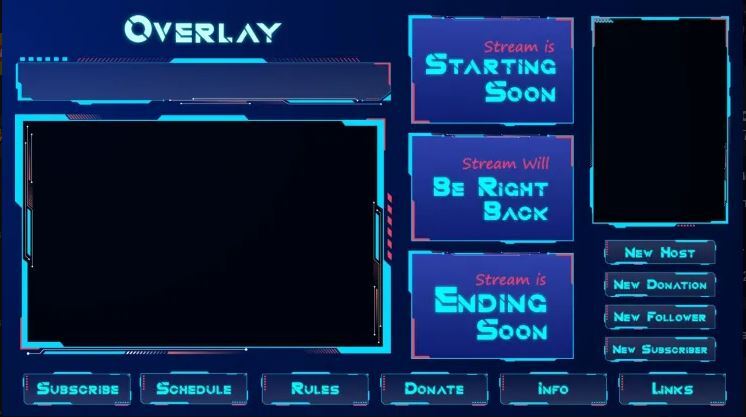 Overlay
Stream is
Starting
Soon
Stream Will
Be Right
Back
Stream is
Ending
Soon
New Host
New Donation
New Follower
New Subscriber
Subscribe
Schedule
Rules
Donate
Info
Links